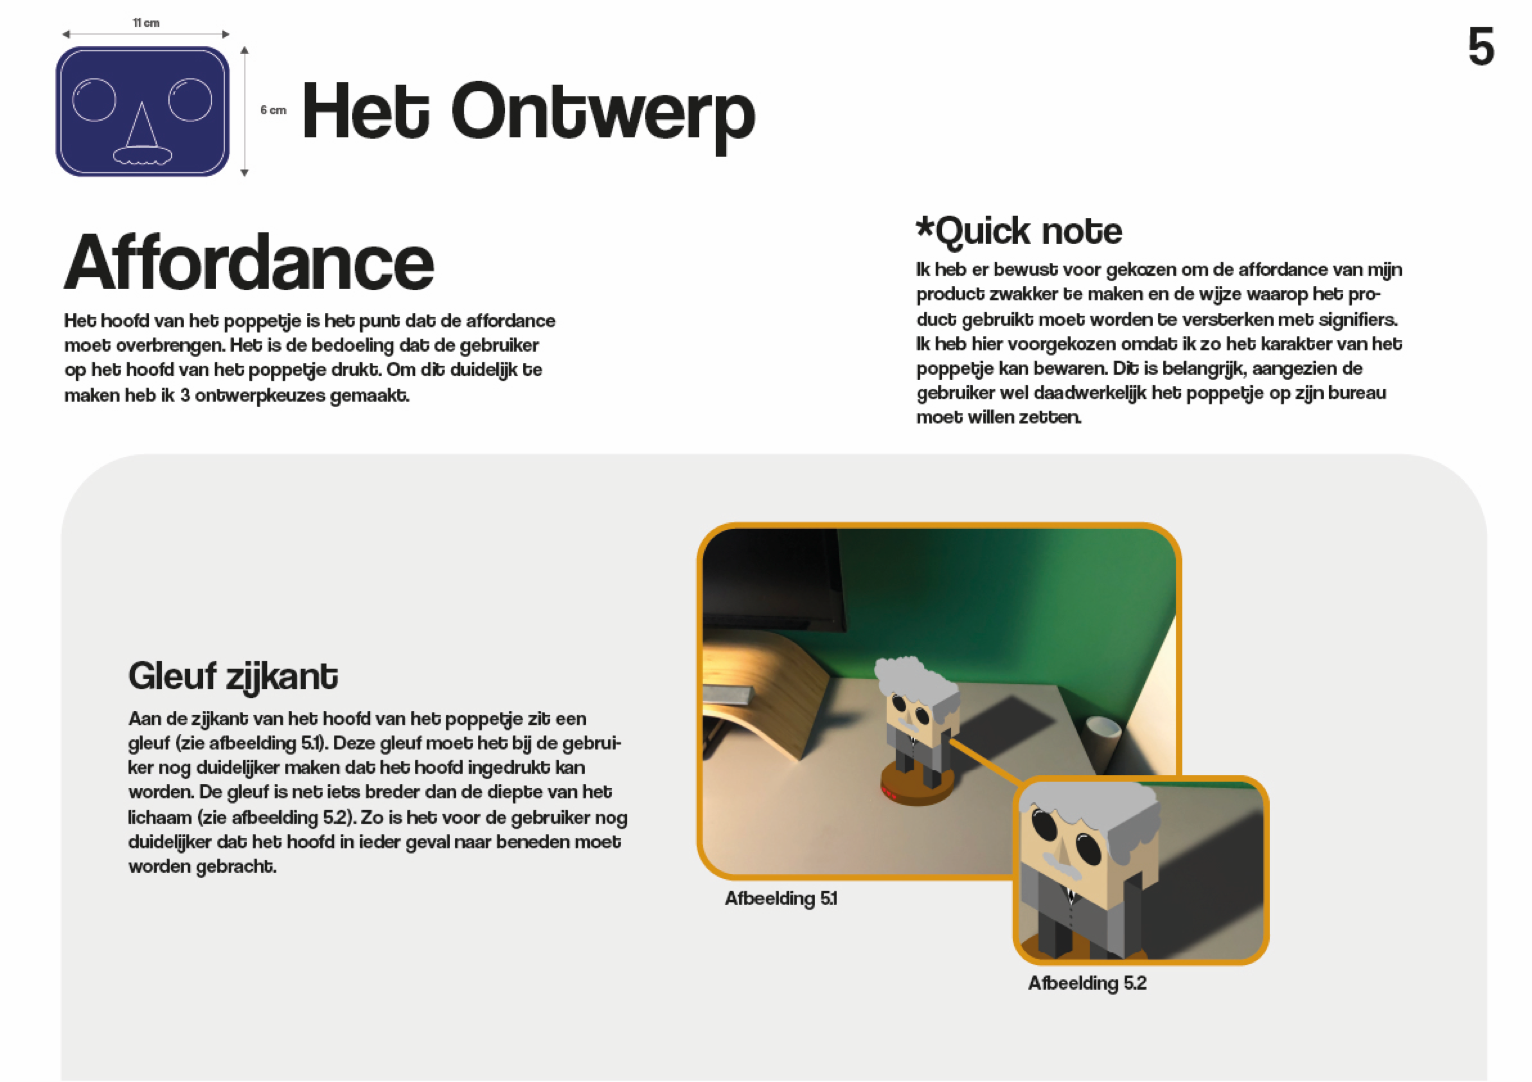 11 cm
6 cm
5
Het Ontwerp
Affordance
Het hoofd van het poppetje is het punt dat de affordance
moet overbrengen. Het is de bedoeling dat de gebruiker
op het hoofd van het poppetje drukt. Om dit duidelijk te
maken heb ik 3 ontwerpkeuzes gemaakt.
*Quick note
Ik heb er bewust voor gekozen om de affordance van mijn
product zwakker te maken en de wijze waarop het pro-
duct gebruikt moet worden te versterken met signifiers.
Ik heb hier voorgekozen omdat ik zo het karakter van het
poppetje kan bewaren. Dit is belangrijk, aangezien de
gebruiker wel daadwerkelijk het poppetje op zijn bureau
moet willen zetten.
Gleuf zijkant
Aan de zijkant van het hoofd van het poppetje zit een
gleuf (zie afbeelding 5.1). Deze gleuf moet het bij de gebrui-
ker nog duidelijker maken dat het hoofd ingedrukt kan
worden. De gleuf is net iets breder dan de diepte van het
lichaam (zie afbeelding 5.2). Zo is het voor de gebruiker nog
duidelijker dat het hoofd in ieder geval naar beneden moet
worden gebracht.
Afbeelding 5.1
Afbeelding 5.2